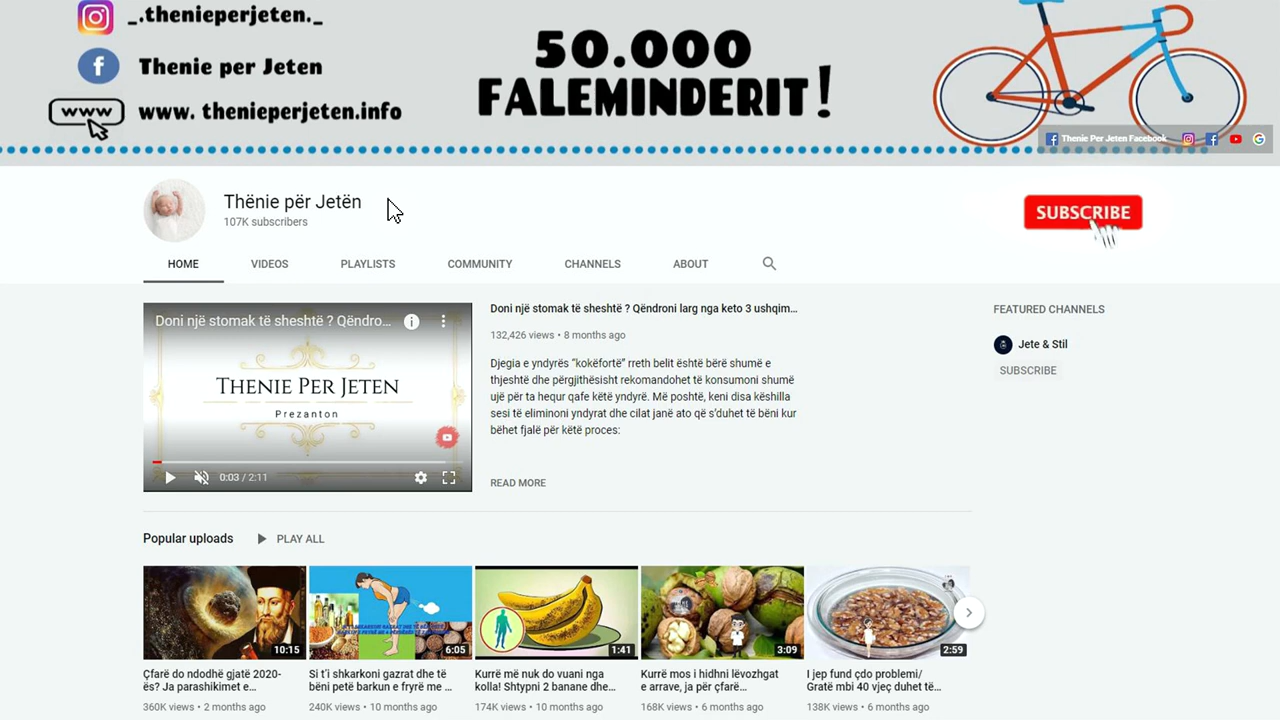 _.thenieperjeten._
Thenie per Jeten
www
www. thenieperjeten.info
50.000
FALEMINDERIT!
Thenie Per Jeten Facebook
Thënie për Jetën
107K subscribers
SUBSCRIBE
HOME
VIDEOS
PLAYLISTS
COMMUNITY
CHANNELS
ABOUT
Doni një stomak të sheshtë ? Qëndro...
THENIE PER JETEN
Prezanton
0:03 / 2:11
Doni një stomak të sheshtë ? Qëndroni larg nga keto 3 ushqim...
132,426 views • 8 months ago
Djegia e yndyrës “kokëfortë” rreth belit është bërë shumë e
thjeshtë dhe përgjithësisht rekomandohet të konsumoni shumë
ujë për ta hequr qafe këtë yndyrë. Më poshtë, keni disa këshilla
sesi të eliminoni yndyrat dhe cilat janë ato që s’duhet të bëni kur
bëhet fjalë për këtë proces:
READ MORE
FEATURED CHANNELS
Jete & Stil
SUBSCRIBE
Popular uploads
PLAY ALL
10:15
6:05
1:41
3:09
2:59
Çfarë do ndodhë gjatë 2020-
ës? Ja parashikimet e...
360K views • 2 months ago
Si t’i shkarkoni gazrat dhe të
bëni petë barkun e fryrë me ...
240K views • 10 months ago
Kurrë më nuk do vuani nga
kolla! Shtypni 2 banane dhe...
174K views • 10 months ago
Kurrë mos i hidhni lëvozhgat
e arrave, ja për çfarë...
168K views • 6 months ago
I jep fund çdo problemi/
Gratë mbi 40 vjeç duhet të...
138K views • 6 months ago